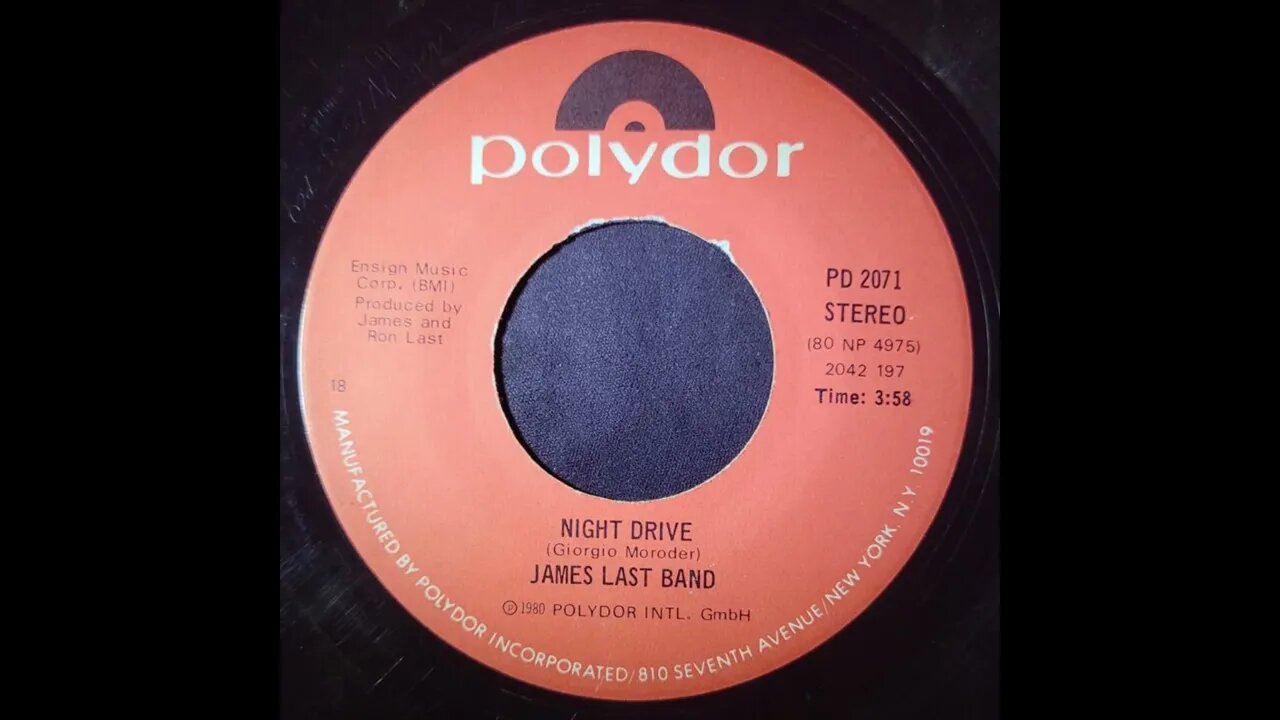 polydor
Ensign Music
Corp. (BMI)
Produced by
James and
Ron Last
18
PD 2071
STEREO
(80 NP 4975)
2042 197
Time: 3:58
NIGHT DRIVE
(Giorgio Moroder)
JAMES LAST BAND
Ⓟ 1980 POLYDOR INTL. GmbH
MANUFACTURED BY POLYDOR INCORPORATED/810 SEVENTH AVENUE/NEW YORK. N.Y. 10019